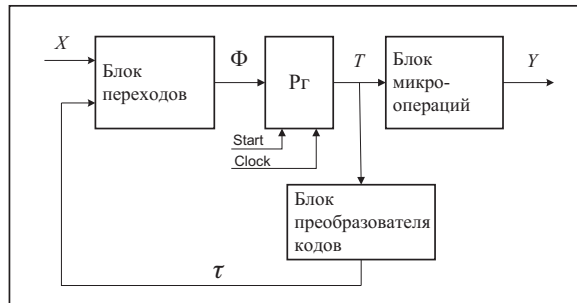 X
Блок
переходов
Φ
Рг
Start
Clock
T
Блок
микро-
операций
Y
Блок
преобразователя
кодов
τ